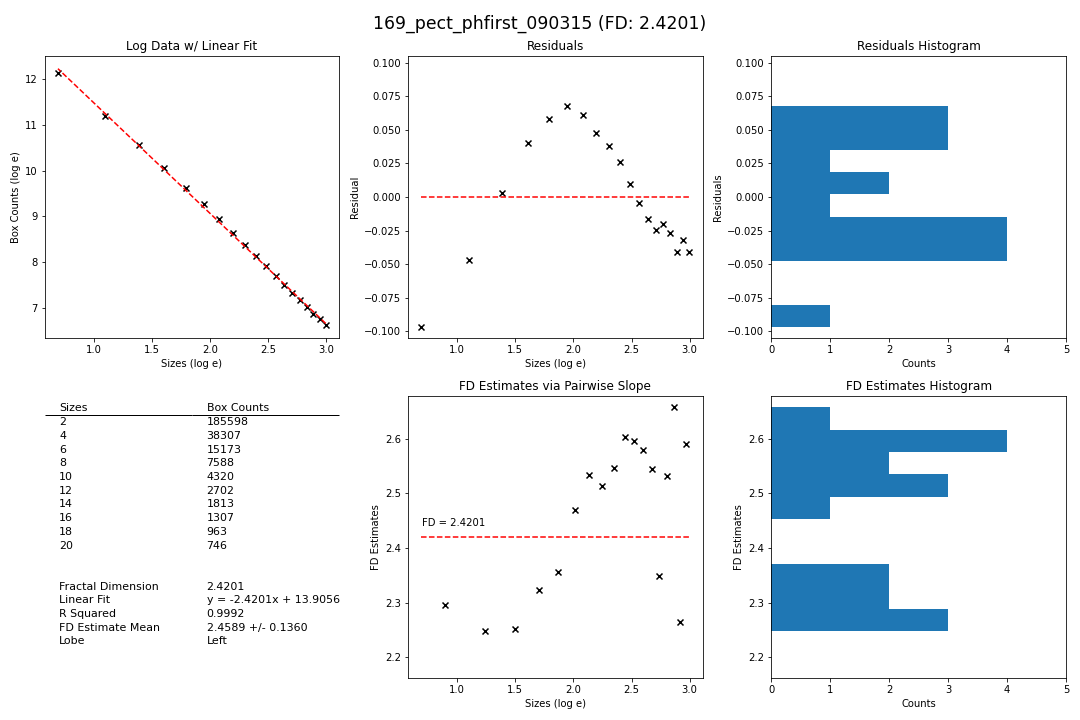 169_pect_phfirst_090315 (FD: 2.4201)
Log Data w/ Linear Fit
Box Counts (log e)
12
11
10
9
8
7
1.0 1.5 2.0 2.5 3.0
Sizes (log e)
Residuals
Residual
0.100
0.075
0.050
0.025
0.000
−0.025
−0.050
−0.075
−0.100
1.0 1.5 2.0 2.5 3.0
Sizes (log e)
Residuals Histogram
Residuals
0.100
0.075
0.050
0.025
0.000
−0.025
−0.050
−0.075
−0.100
0 1 2 3 4 5
Counts
Sizes Box Counts
2 185598
4 38307
6 15173
8 7588
10 4320
12 2702
14 1813
16 1307
18 963
20 746
Fractal Dimension 2.4201
Linear Fit y = -2.4201x + 13.9056
R Squared 0.9992
FD Estimate Mean 2.4589 +/- 0.1360
Lobe Left
FD Estimates via Pairwise Slope
FD Estimates
2.6
2.5
2.4
2.3
2.2
FD = 2.4201
1.0 1.5 2.0 2.5 3.0
Sizes (log e)
FD Estimates Histogram
FD Estimates
2.6
2.5
2.4
2.3
2.2
0 1 2 3 4 5
Counts